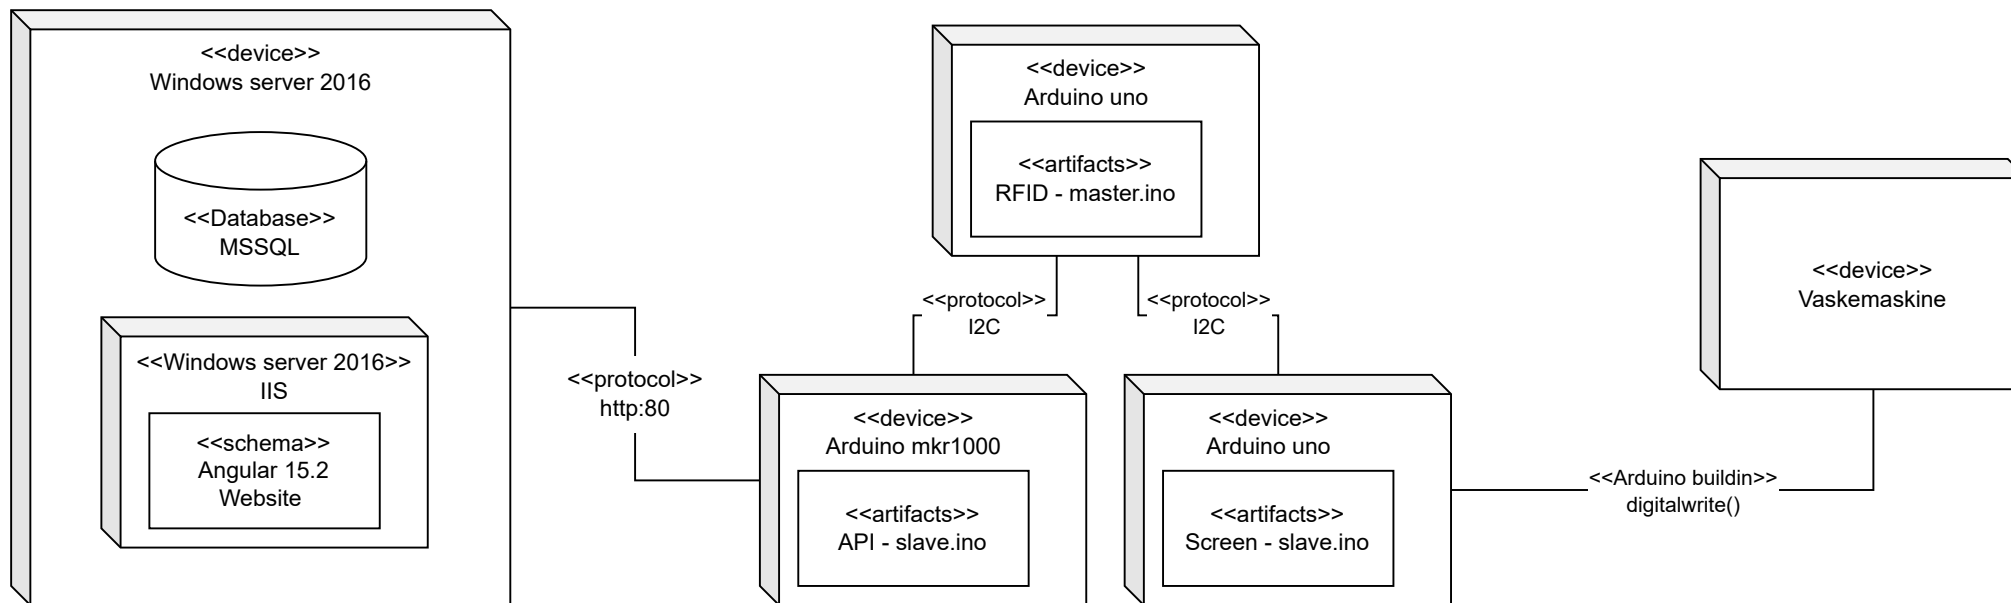 <<device>>
Windows server 2016
<<Database>>
MSSQL
<<Windows server 2016>>
IIS
<<schema>>
Angular 15.2
Website
<<protocol>>
http:80
<<device>>
Arduino uno
<<artifacts>>
RFID - master.ino
<<protocol>>
I2C
<<protocol>>
I2C
<<device>>
Arduino mkr1000
<<artifacts>>
API - slave.ino
<<device>>
Arduino uno
<<artifacts>>
Screen - slave.ino
<<Arduino buildin>>
digitalwrite()
<<device>>
Vaskemaskine